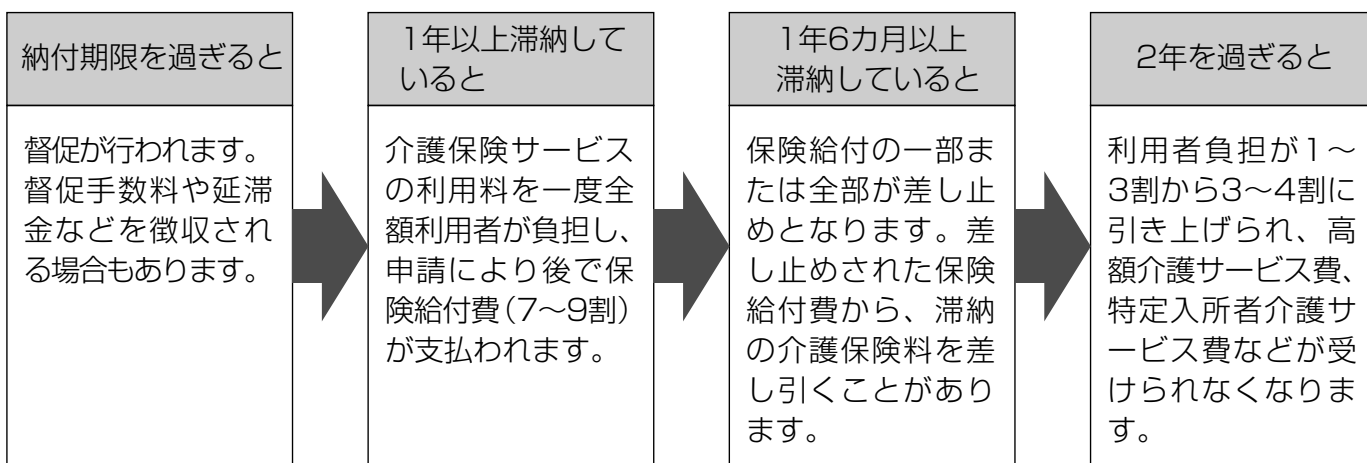 納付期限を過ぎると
督促が行われます。
督促手数料や延滞
金などを徴収され
る場合もあります。
1年以上滞納して
いると
介護保険サービス
の利用料を一度全
額利用者が負担し、
申請により後で保
険給付費(7～9割)
が支払われます。
1年6カ月以上
滞納していると
保険給付の一部ま
たは全部が差し止
めとなります。差
し止めされた保険
給付費から、滞納
の介護保険料を差
し引くことがあり
ます。
2年を過ぎると
利用者負担が1～
3割から3～4割に
引き上げられ、高
額介護サービス費、
特定入所者介護サ
ービス費などが受
けられなくなりま
す。